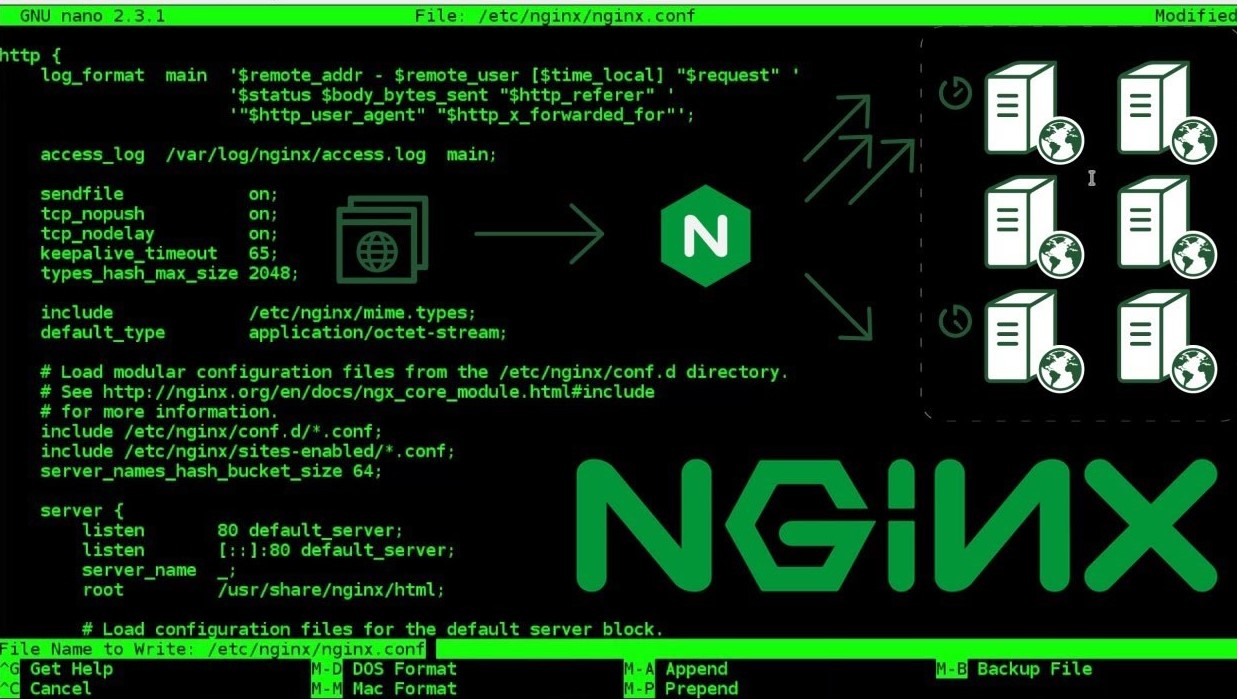 GNU nano 2.3.1 File: /etc/nginx/nginx.conf Modified
http {
log_format main '$remote_addr - $remote_user [$time_local] "$request" '
'$status $body_bytes_sent "$http_referer" '
'"$http_user_agent" "$http_x_forwarded_for"';
access_log /var/log/nginx/access.log main;
sendfile on;
tcp_nopush on;
tcp_nodelay on;
keepalive_timeout 65;
types_hash_max_size 2048;
include /etc/nginx/mime.types;
default_type application/octet-stream;
# Load modular configuration files from the /etc/nginx/conf.d directory.
# See http://nginx.org/en/docs/ngx_core_module.html#include
# for more information.
include /etc/nginx/conf.d/*.conf;
include /etc/nginx/sites-enabled/*.conf;
server_names_hash_bucket_size 64;
server {
listen 80 default_server;
listen [::]:80 default_server;
server_name _;
root /usr/share/nginx/html;
# Load configuration files for the default server block.
N
NGiNX
File Name to Write: /etc/nginx/nginx.conf
^G Get Help M-D DOS Format M-A Append M-B Backup File
^C Cancel M-M Mac Format M-P Prepend